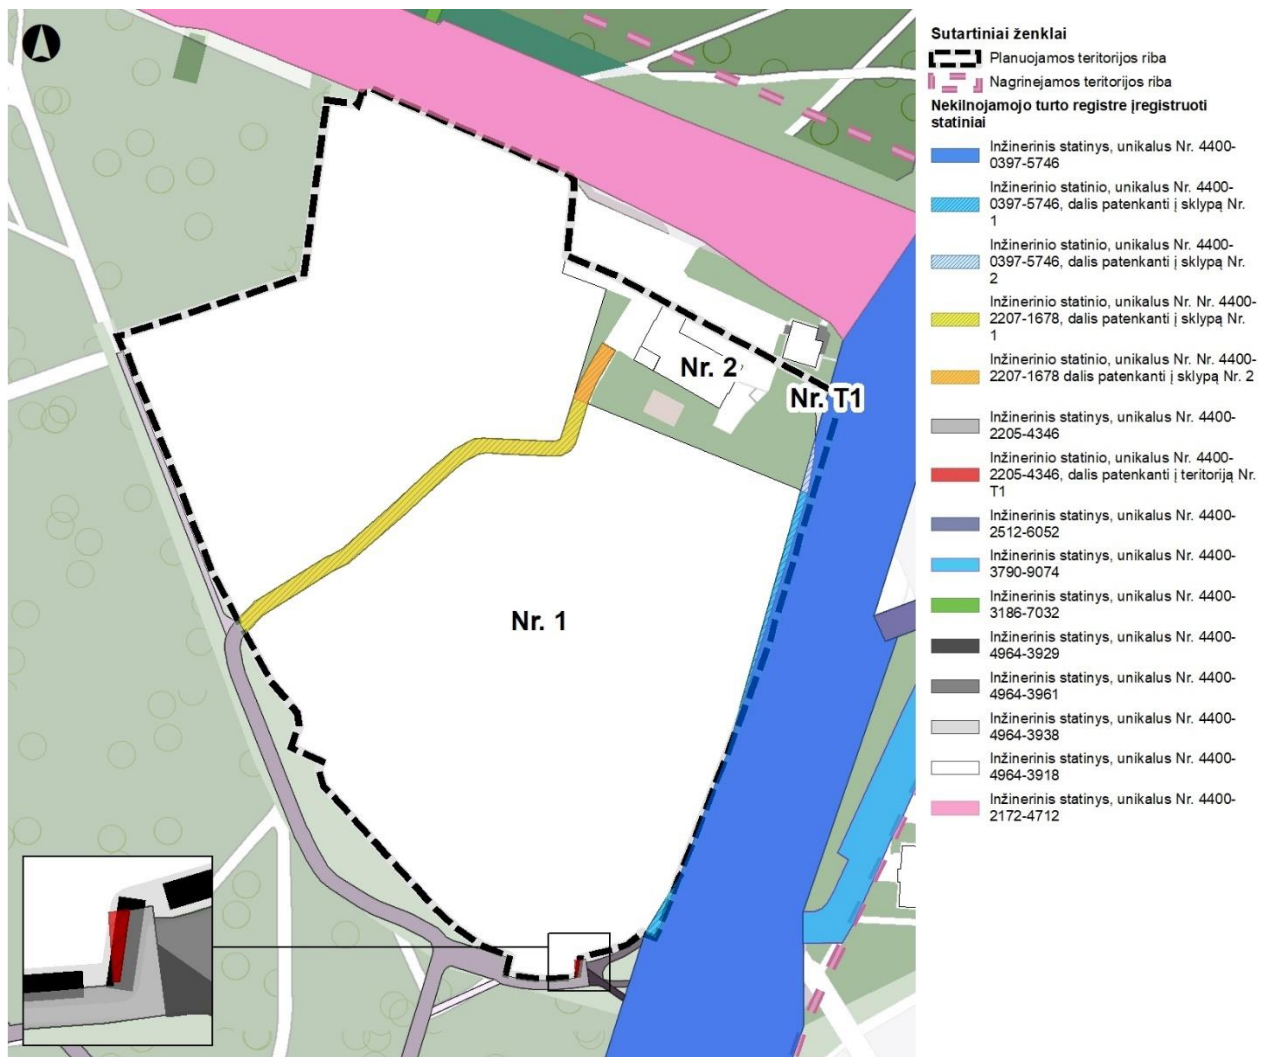 Sutartiniai ženklai
Planuojamos teritorijos riba
Nagrinejamos teritorijos riba
Nekilnojamojo turto registre įregistruoti
statiniai
Inžinerinis statinys, unikalus Nr. 4400-
0397-5746
Inžinerinio statinio, unikalus Nr. 4400-
0397-5746, dalis patenkanti į sklypą Nr.
1
Inžinerinio statinio, unikalus Nr. 4400-
0397-5746, dalis patenkanti į sklypą Nr.
2
Inžinerinio statinio, unikalus Nr. Nr. 4400-
2207-1678, dalis patenkanti į sklypą Nr.
1
Inžinerinio statinio, unikalus Nr. Nr. 4400-
2207-1678 dalis patenkanti į sklypą Nr. 2
Inžinerinis statinys, unikalus Nr. 4400-
2205-4346
Inžinerinio statinio, unikalus Nr. 4400-
2205-4346, dalis patenkanti į teritoriją Nr.
T1
Inžinerinis statinys, unikalus Nr. 4400-
2512-6052
Inžinerinis statinys, unikalus Nr. 4400-
3790-9074
Inžinerinis statinys, unikalus Nr. 4400-
3186-7032
Inžinerinis statinys, unikalus Nr. 4400-
4964-3929
Inžinerinis statinys, unikalus Nr. 4400-
4964-3961
Inžinerinis statinys, unikalus Nr. 4400-
4964-3938
Inžinerinis statinys, unikalus Nr. 4400-
4964-3918
Inžinerinis statinys, unikalus Nr. 4400-
2172-4712
Nr. 2
Nr. T1
Nr. 1